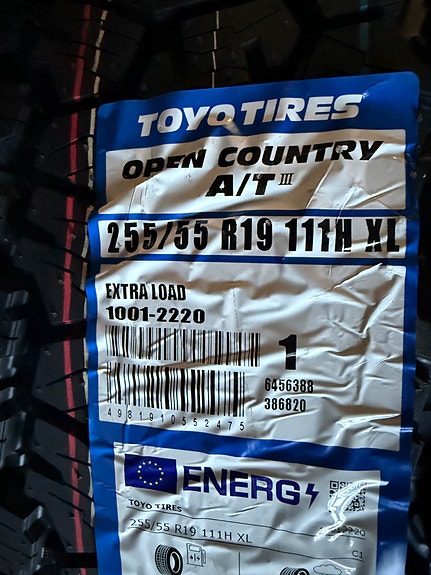 TOYO TIRES
OPEN COUNTRY
A/T III
255/55 R19 111H XL
EXTRA LOAD
1001-2220
1
6456388
386820
4981910552475
ENERG
TOYO TIRES
255/55 R19 111H XL
C1